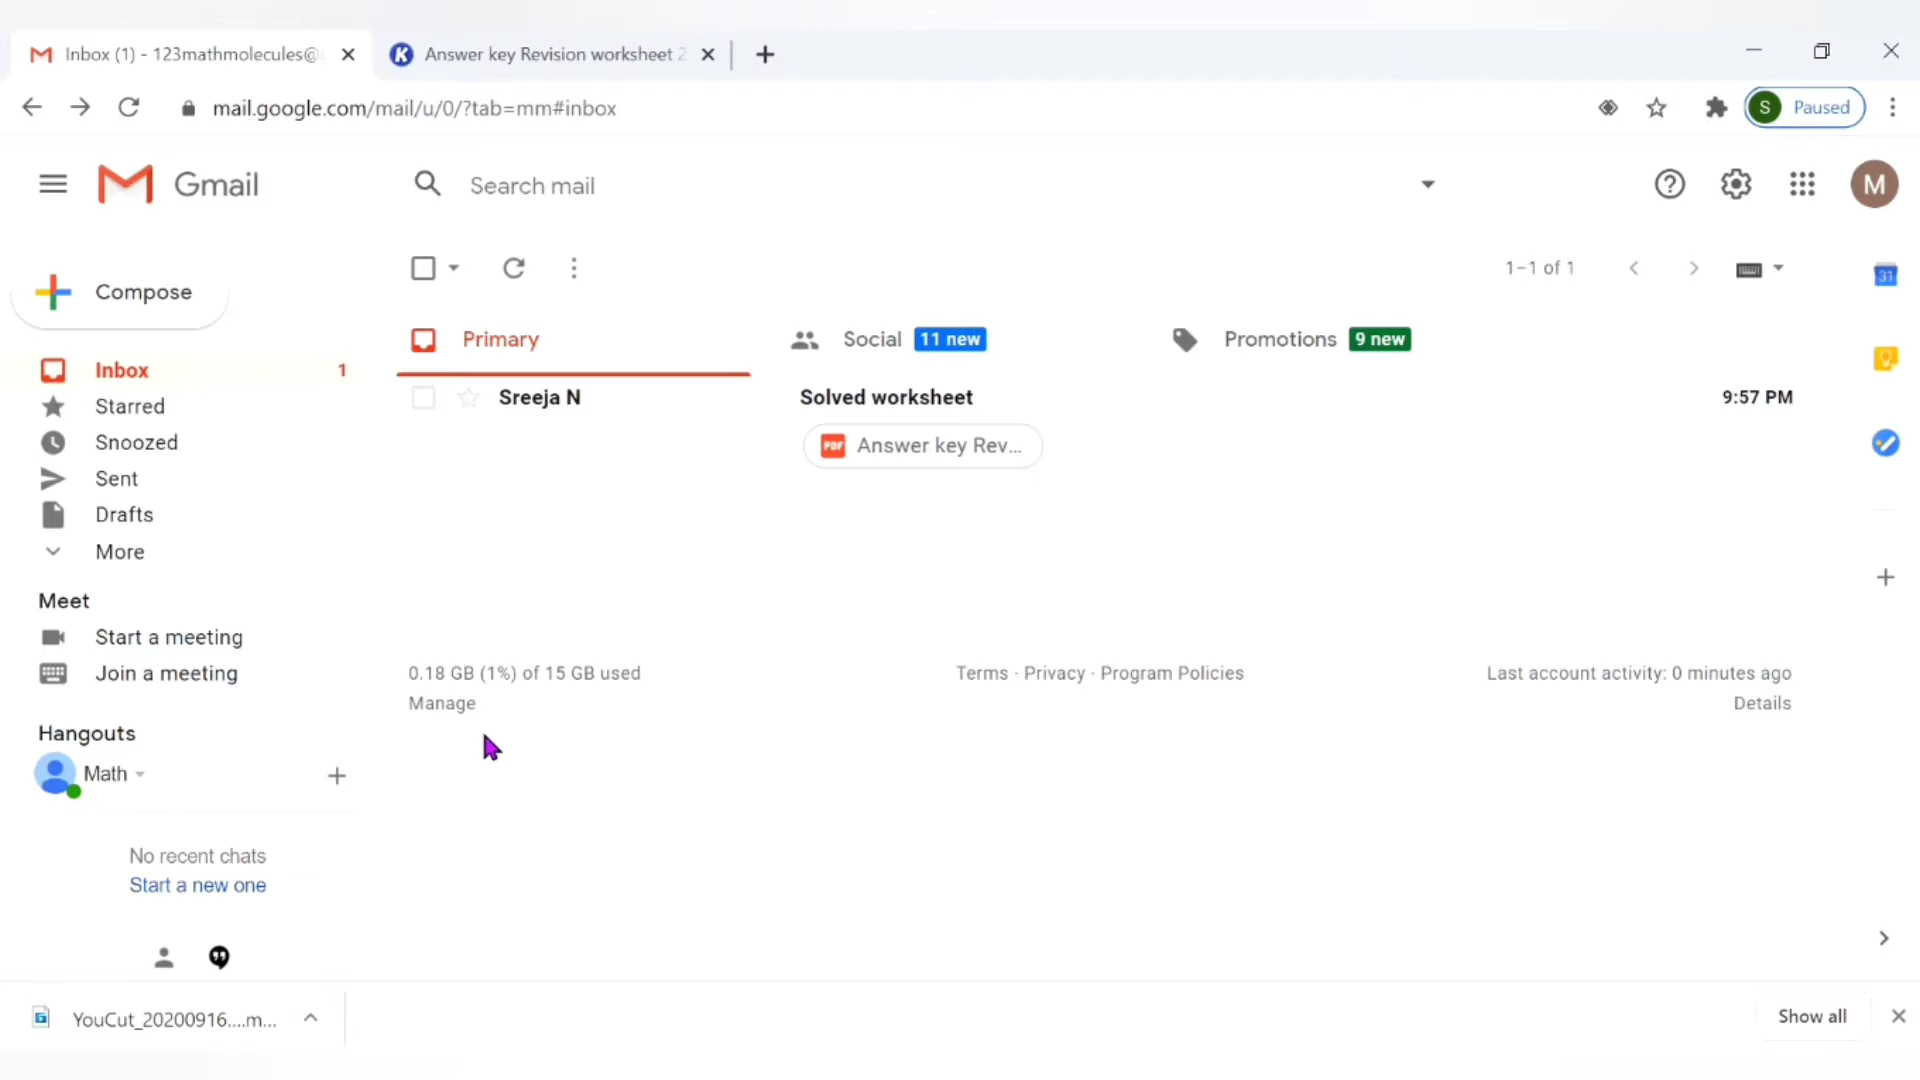 Inbox (1) - 123mathmolecules@
Answer key Revision worksheet 2
mail.google.com/mail/u/0/?tab=mm#inbox
S Paused
Gmail
Search mail
M
Compose
1–1 of 1
31
Primary
Social 11 new
Promotions 9 new
Inbox 1
Sreeja N
Solved worksheet
9:57 PM
PDF Answer key Rev...
Starred
Snoozed
Sent
Drafts
More
Meet
Start a meeting
Join a meeting
0.18 GB (1%) of 15 GB used
Manage
Terms · Privacy · Program Policies
Last account activity: 0 minutes ago
Details
Hangouts
Math
No recent chats
Start a new one
YouCut_20200916....m...
Show all